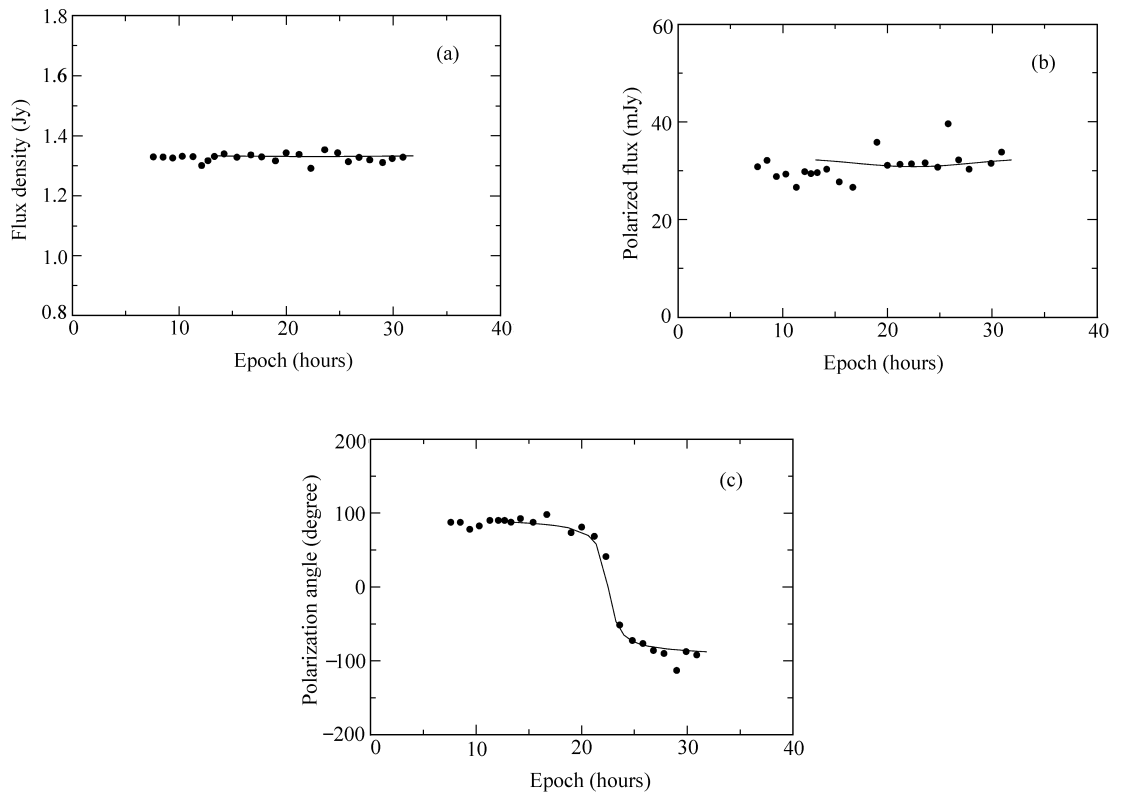 (a)
Flux density (Jy)
1.8
1.6
1.4
1.2
1.0
0.8
0 10 20 30 40
Epoch (hours)
(b)
Polarized flux (mJy)
60
40
20
0
0 10 20 30 40
Epoch (hours)
(c)
Polarization angle (degree)
200
100
0
−100
−200
0 10 20 30 40
Epoch (hours)